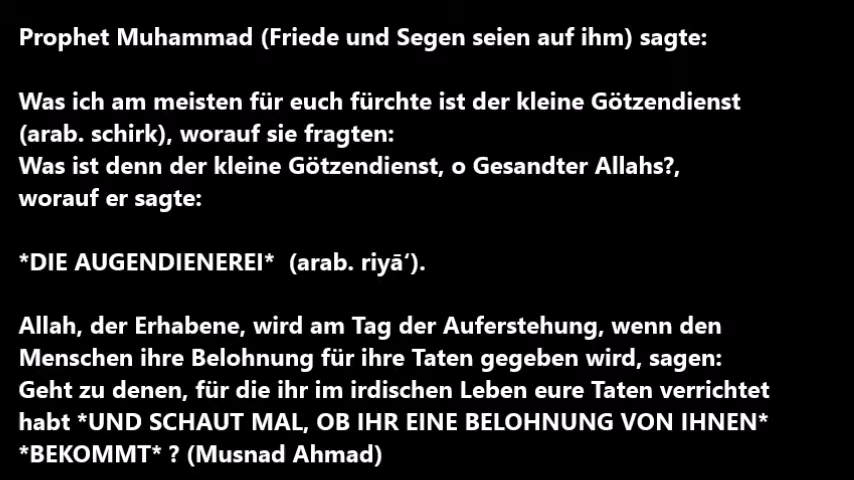 Prophet Muhammad (Friede und Segen seien auf ihm) sagte:
Was ich am meisten für euch fürchte ist der kleine Götzendienst
(arab. schirk), worauf sie fragten:
Was ist denn der kleine Götzendienst, o Gesandter Allahs?,
worauf er sagte:
*DIE AUGENDIENEREI*  (arab. riyā‘).
Allah, der Erhabene, wird am Tag der Auferstehung, wenn den
Menschen ihre Belohnung für ihre Taten gegeben wird, sagen:
Geht zu denen, für die ihr im irdischen Leben eure Taten verrichtet
habt *UND SCHAUT MAL, OB IHR EINE BELOHNUNG VON IHNEN*
*BEKOMMT* ? (Musnad Ahmad)